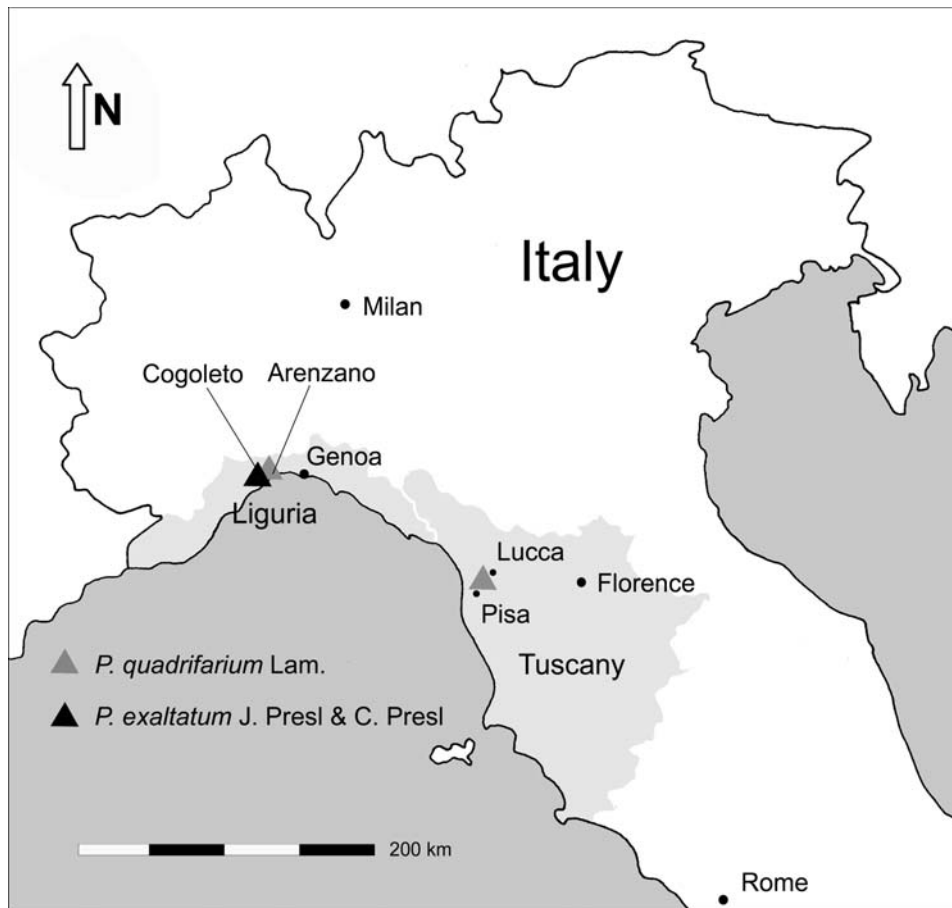 N
Italy
Milan
Cogoleto
Arenzano
Genoa
Liguria
Lucca
Florence
Pisa
Tuscany
P. quadrifarium Lam.
P. exaltatum J. Presl & C. Presl
200 km
Rome